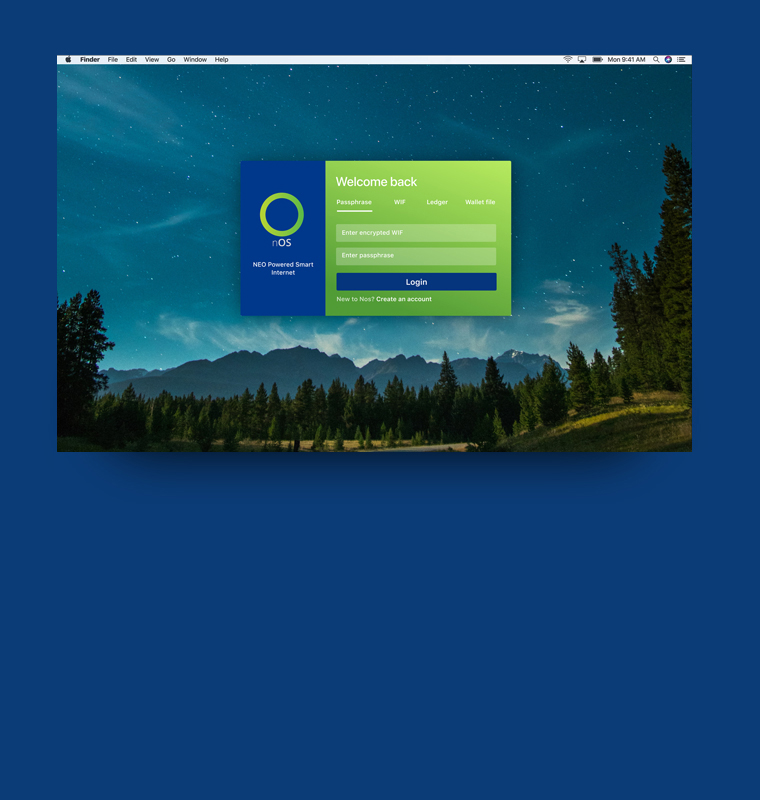 Finder File Edit View Go Window Help Mon 9:41 AM
nOS
NEO Powered Smart
Internet
Welcome back
Passphrase WIF Ledger Wallet file
Enter encrypted WIF
Enter passphrase
Login
New to Nos? Create an account